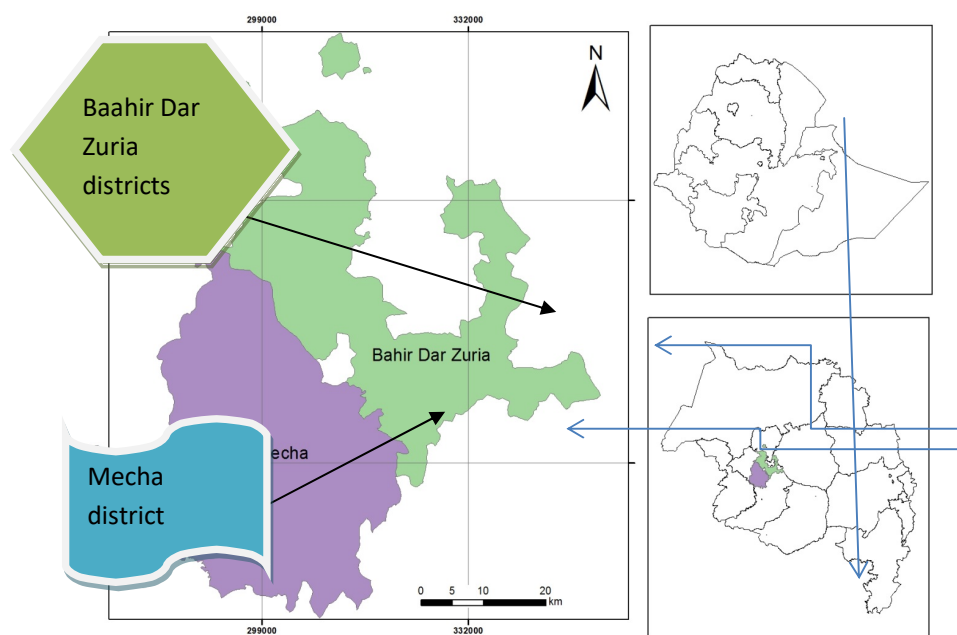 299000 332000
N
Baahir Dar
Zuria
districts
Bahir Dar Zuria
echa
Mecha
district
0 5 10 20
km
299000 332000